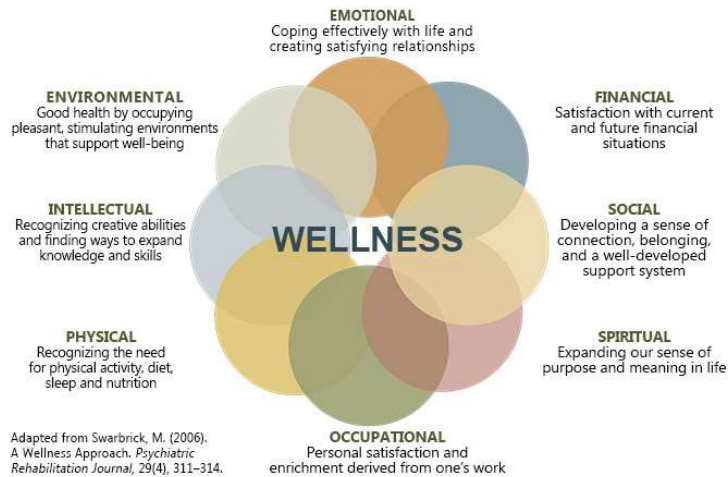 EMOTIONAL
Coping effectively with life and
creating satisfying relationships
ENVIRONMENTAL
Good health by occupying
pleasant, stimulating environments
that support well-being
FINANCIAL
Satisfaction with current
and future financial
situations
INTELLECTUAL
Recognizing creative abilities
and finding ways to expand
knowledge and skills
WELLNESS
SOCIAL
Developing a sense of
connection, belonging,
and a well-developed
support system
PHYSICAL
Recognizing the need
for physical activity, diet,
sleep and nutrition
SPIRITUAL
Expanding our sense of
purpose and meaning in life
OCCUPATIONAL
Personal satisfaction and
enrichment derived from one's work
Adapted from Swarbrick, M. (2006).
A Wellness Approach. Psychiatric
Rehabilitation Journal, 29(4), 311–314.